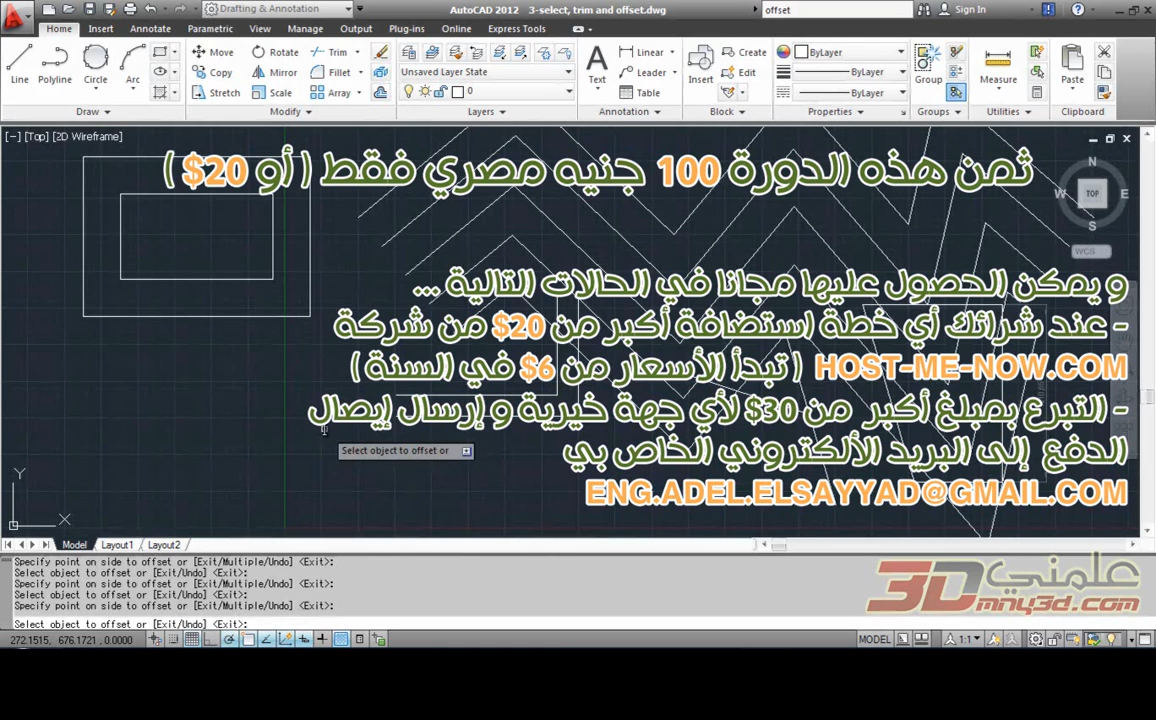 Drafting & Annotation
AutoCAD 2012 3-select, trim and offset.dwg
offset
Sign In
Home Insert Annotate Parametric View Manage Output Plug-ins Online Express Tools
Line Polyline Circle Arc
Move Rotate Trim
Copy Mirror Fillet
Stretch Scale Array
Unsaved Layer State
0
Text
Linear
Leader
Table
Insert
Create
Edit
ByLayer
ByLayer
ByLayer
Group
Measure
Paste
Draw Modify Layers Annotation Block Properties Groups Utilities Clipboard
[−] [Top] [2D Wireframe]
N
W TOP E
S
WCS
ثمن هذه الدورة 100 جنيه مصري فقط ( أو 20$ )
و يمكن الحصول عليها مجانا في الحالات التالية ...
- عند شرائك أي خطة استضافة أكبر من 20$ من شركة
HOST-ME-NOW.COM ( تبدأ الأسعار من 6$ في السنة )
- التبرع بمبلغ أكبر من 30$ لأي جهة خيرية و إرسال إيصال
الدفع إلى البريد الألكتروني الخاص بي
ENG.ADEL.ELSAYYAD@GMAIL.COM
Select object to offset or
Y
X
Model Layout1 Layout2
Specify point on side to offset or [Exit/Multiple/Undo] <Exit>:
Select object to offset or [Exit/Undo] <Exit>:
Specify point on side to offset or [Exit/Multiple/Undo] <Exit>:
Select object to offset or [Exit/Undo] <Exit>:
Specify point on side to offset or [Exit/Multiple/Undo] <Exit>:
Select object to offset or [Exit/Undo] <Exit>:
علمني
3Dmny3d.com
272.1515, 676.1721, 0.0000
MODEL
1:1